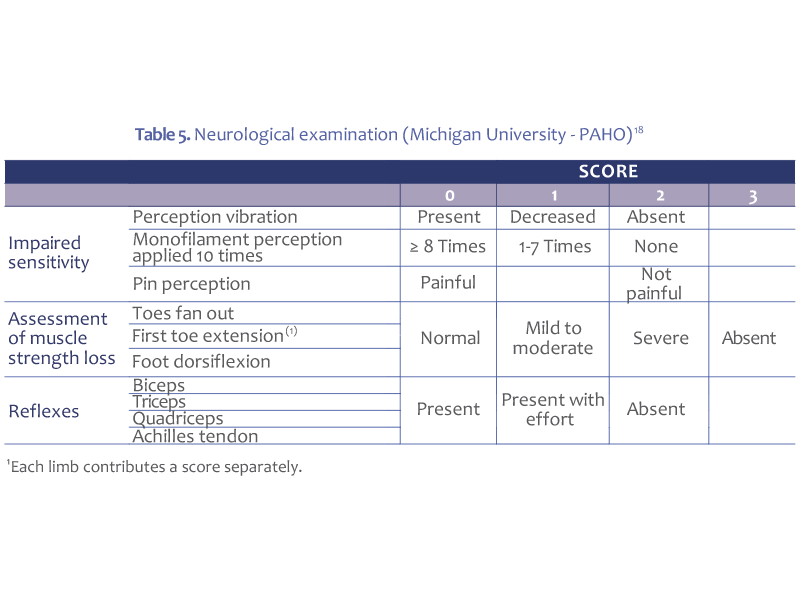 Table 5. Neurological examination (Michigan University - PAHO)18
SCORE
0 1 2 3
Impaired sensitivity
Perception vibration Present Decreased Absent
Monofilament perception applied 10 times ≥ 8 Times 1-7 Times None
Pin perception Painful Not painful
Assessment of muscle strength loss
Toes fan out
First toe extension(1)
Foot dorsiflexion
Normal Mild to moderate Severe Absent
Reflexes
Biceps
Triceps
Quadriceps
Achilles tendon
Present Present with effort Absent
1Each limb contributes a score separately.